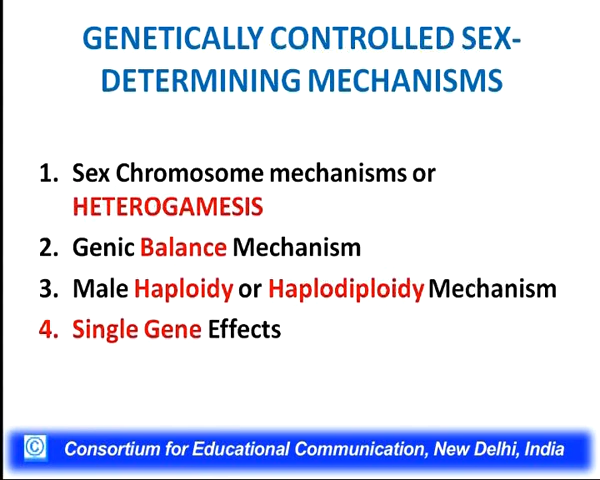 GENETICALLY CONTROLLED SEX-
DETERMINING MECHANISMS
1. Sex Chromosome mechanisms or
HETEROGAMESIS
2. Genic Balance Mechanism
3. Male Haploidy or Haplodiploidy Mechanism
4. Single Gene Effects
© Consortium for Educational Communication, New Delhi, India